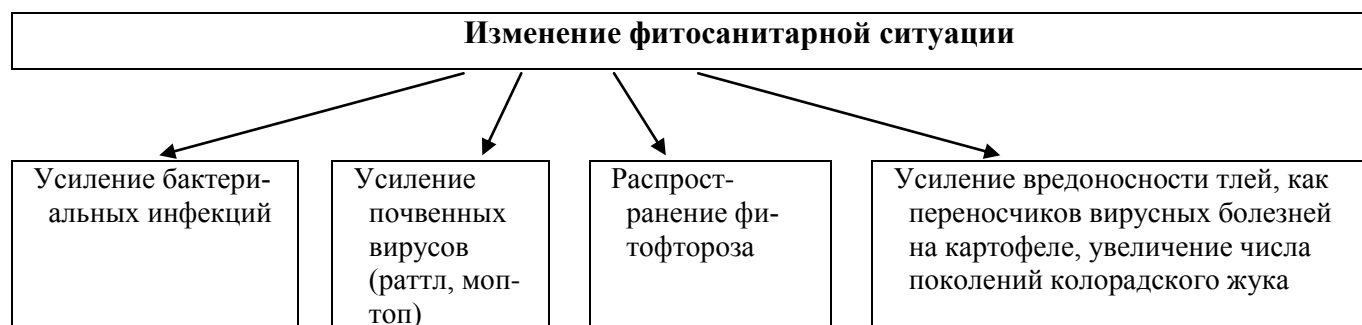 Изменение фитосанитарной ситуации
Усиление бактери-
альных инфекций
Усиление
почвенных
вирусов
(раттл, моп-
топ)
Распрост-
ранение фи-
тофтороза
Усиление вредоносности тлей, как
переносчиков вирусных болезней
на картофеле, увеличение числа
поколений колорадского жука